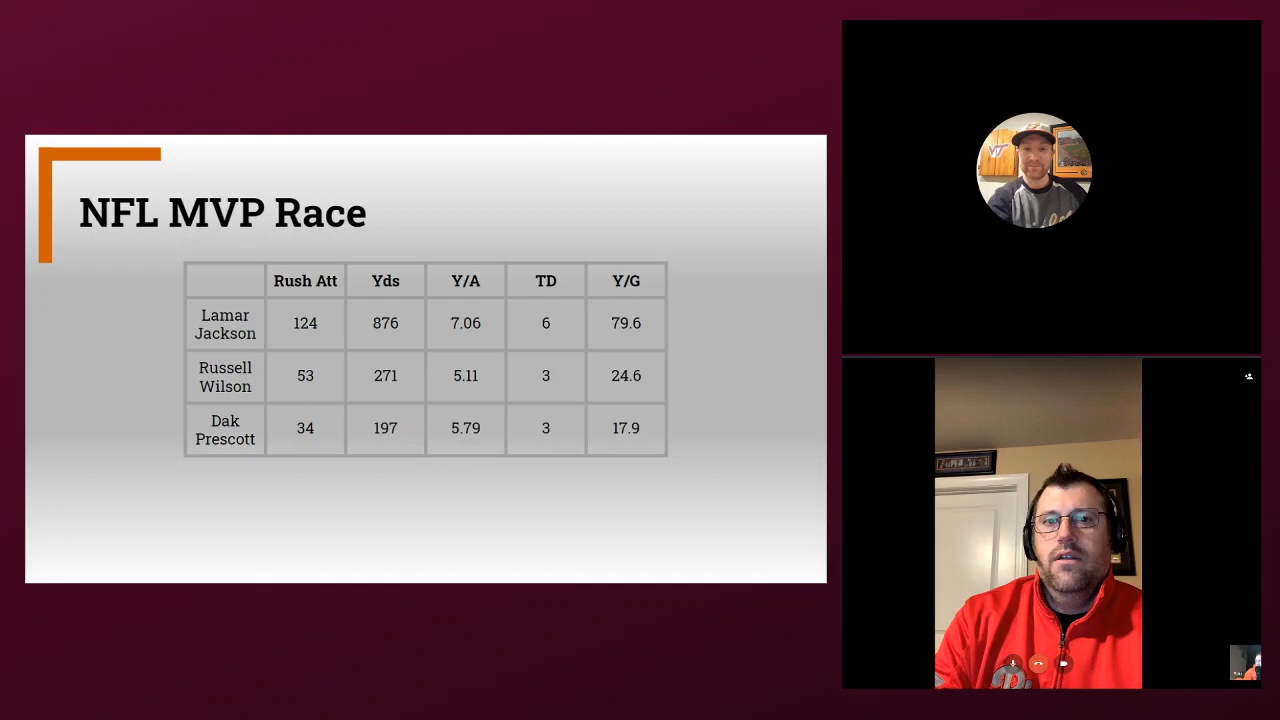 NFL MVP Race
Rush Att Yds Y/A TD Y/G
Lamar
Jackson 124 876 7.06 6 79.6
Russell
Wilson 53 271 5.11 3 24.6
Dak
Prescott 34 197 5.79 3 17.9
VT